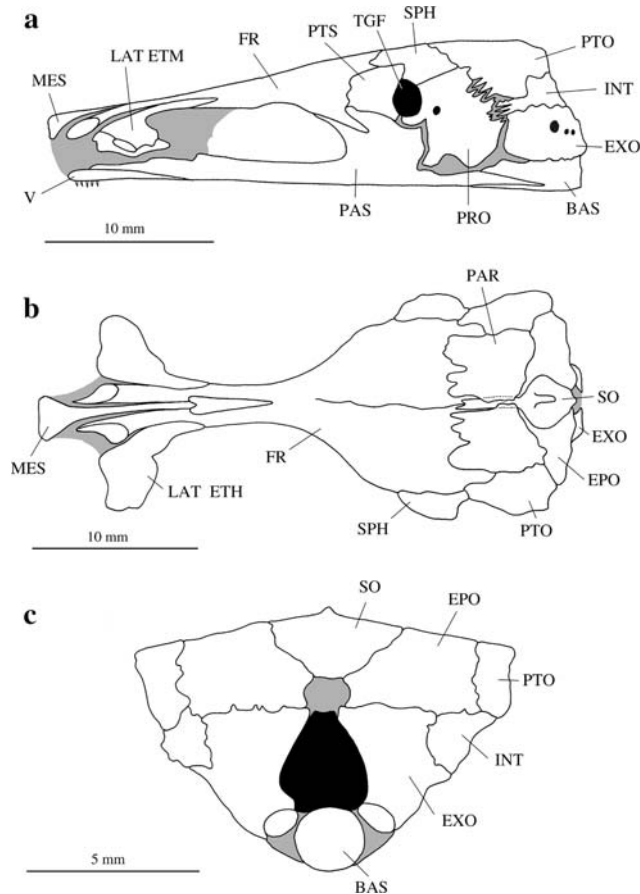 a
SPH
TGF
PTS
FR
PTO
LAT ETM
MES
INT
EXO
V
PAS
PRO
BAS
10 mm
b
PAR
SO
EXO
MES
FR
EPO
LAT ETH
SPH
PTO
10 mm
c
SO
EPO
PTO
INT
EXO
5 mm
BAS